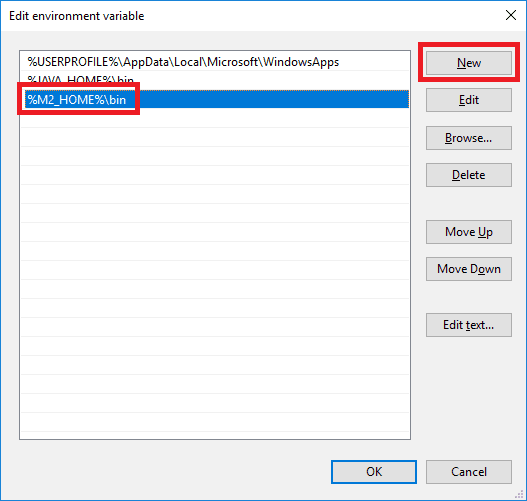 Edit environment variable
%USERPROFILE%\AppData\Local\Microsoft\WindowsApps
%JAVA_HOME%\bin
%M2_HOME%\bin
New
Edit
Browse...
Delete
Move Up
Move Down
Edit text...
OK
Cancel